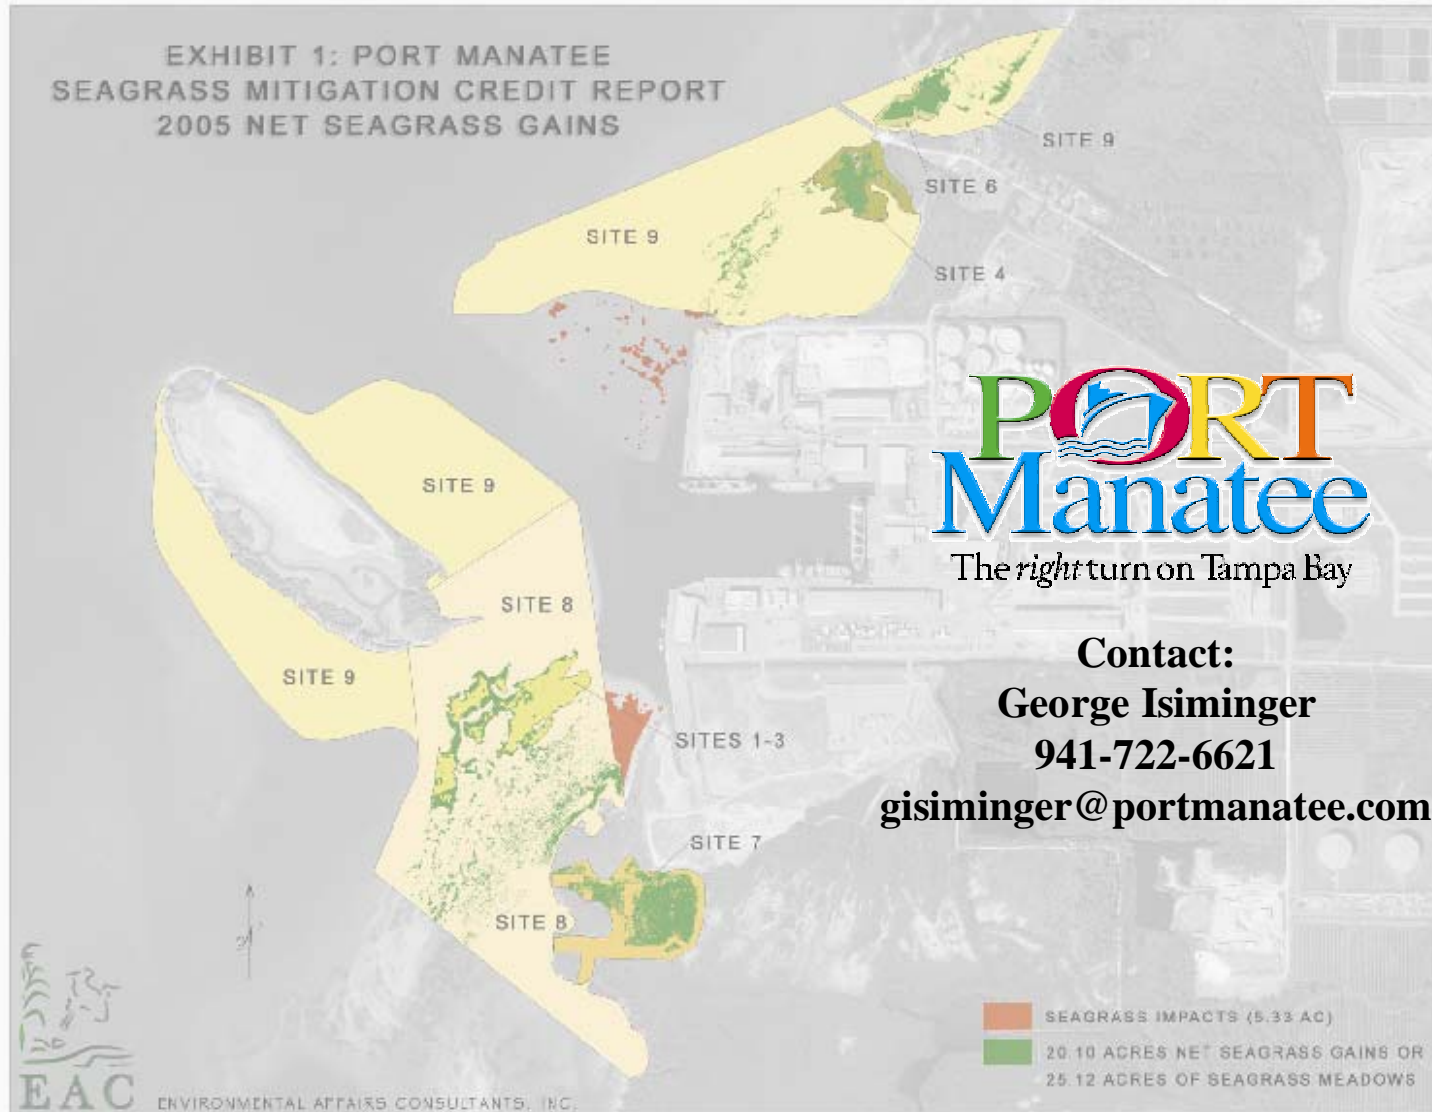 EXHIBIT 1: PORT MANATEE
SEAGRASS MITIGATION CREDIT REPORT
2005 NET SEAGRASS GAINS
SITE 9
SITE 6
SITE 9
SITE 4
PORT
Manatee
The right turn on Tampa Bay
SITE 9
SITE 8
SITE 9
Contact:
George Isiminger
941-722-6621
gisiminger@portmanatee.com
SITES 1-3
SITE 7
SITE 8
SEAGRASS IMPACTS (5.33 AC)
20.10 ACRES NET SEAGRASS GAINS OR
25.12 ACRES OF SEAGRASS MEADOWS
EAC
ENVIRONMENTAL AFFAIRS CONSULTANTS, INC.